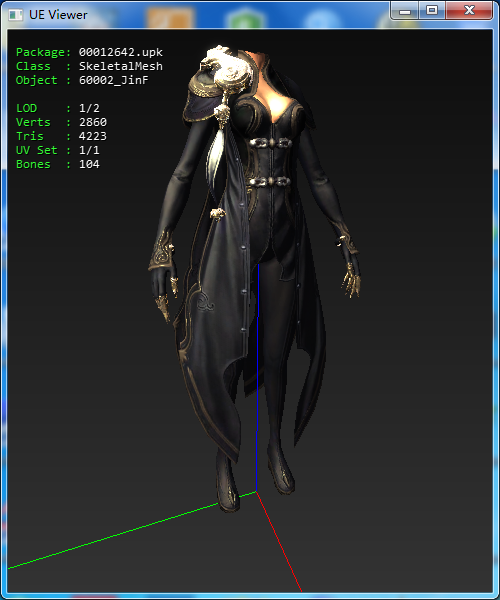 UE Viewer
Package: 00012642.upk
Class : SkeletalMesh
Object : 60002_JinF
LOD : 1/2
Verts : 2860
Tris : 4223
UV Set : 1/1
Bones : 104